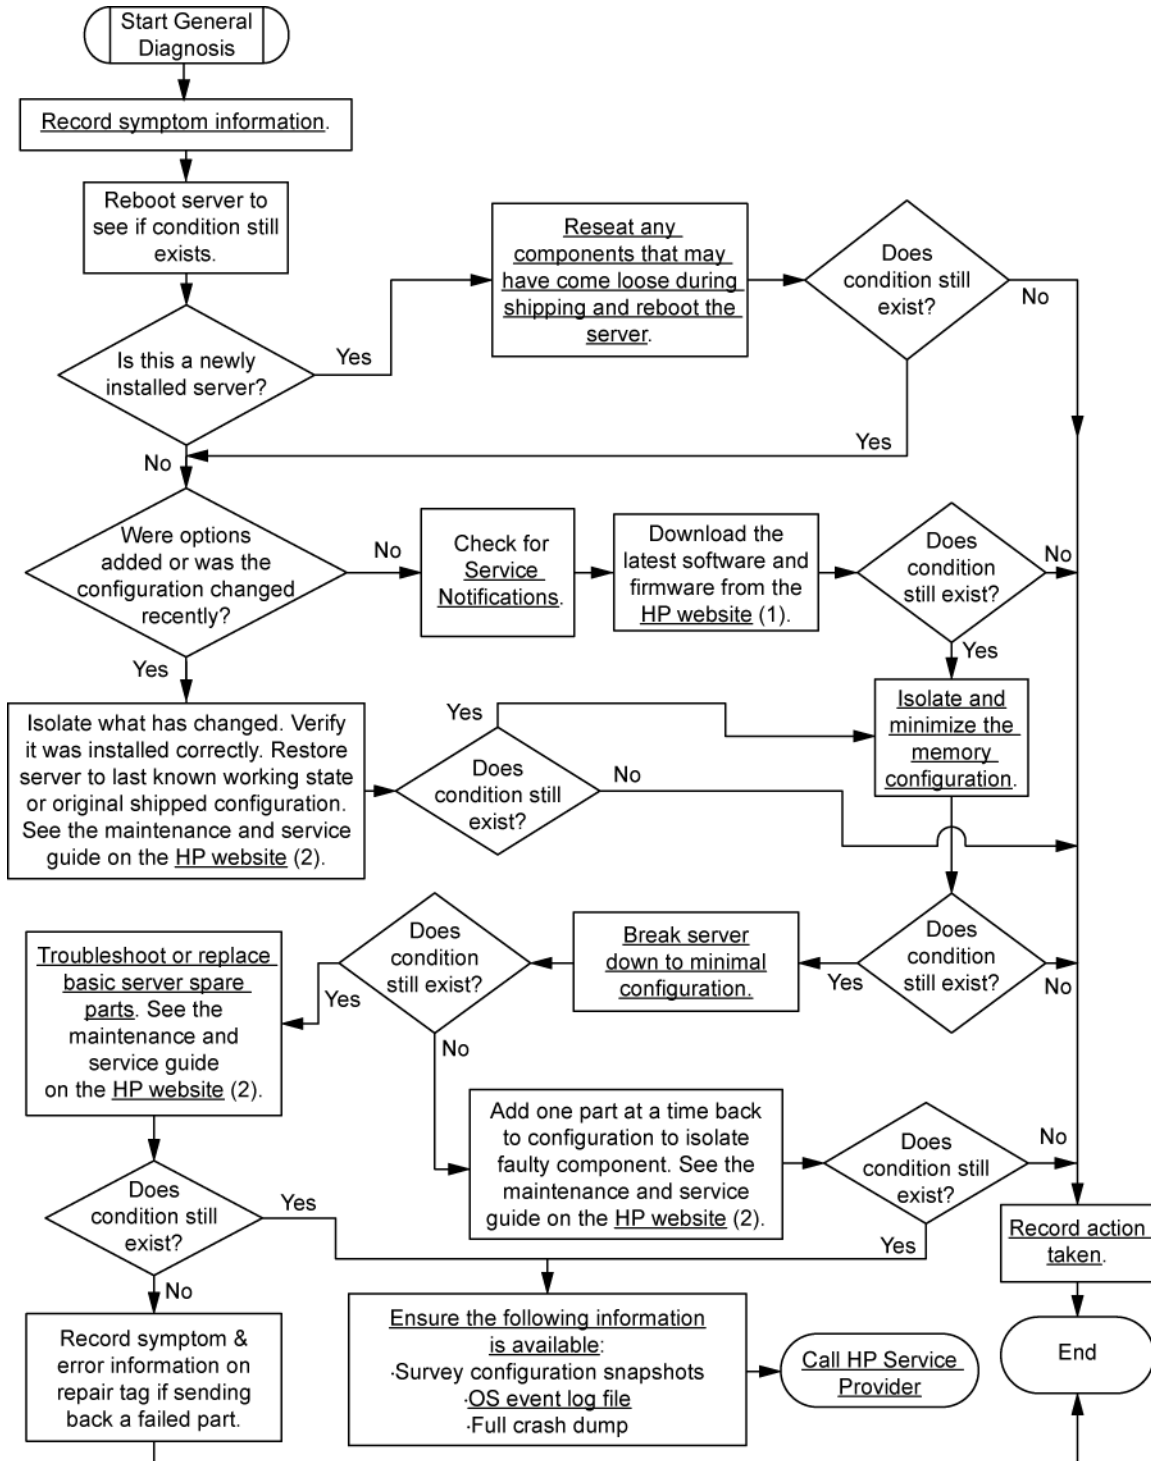 Start General
Diagnosis
Record symptom information.
Reboot server to
see if condition still
exists.
Reseat any
components that may
have come loose during
shipping and reboot the
server.
Does
condition still
exist?
No
Yes
Is this a newly
installed server?
Yes
No
Were options
added or was the
configuration changed
recently?
No
Check for
Service
Notifications.
Download the
latest software and
firmware from the
HP website (1).
Does
condition
still exist?
No
Yes
Yes
Isolate what has changed. Verify
it was installed correctly. Restore
server to last known working state
or original shipped configuration.
See the maintenance and service
guide on the HP website (2).
Yes
Does
condition still
exist?
No
Isolate and
minimize the
memory
configuration.
Does
condition
still exist?
No
Yes
Break server
down to minimal
configuration.
Does
condition
still exist?
Yes
No
Troubleshoot or replace
basic server spare
parts. See the
maintenance and
service guide
on the HP website (2).
Add one part at a time back
to configuration to isolate
faulty component. See the
maintenance and service
guide on the HP website (2).
Does
condition still
exist?
No
Yes
Does
condition still
exist?
Yes
No
Record action
taken.
Record symptom &
error information on
repair tag if sending
back a failed part.
Ensure the following information
is available:
·Survey configuration snapshots
·OS event log file
·Full crash dump
Call HP Service
Provider
End